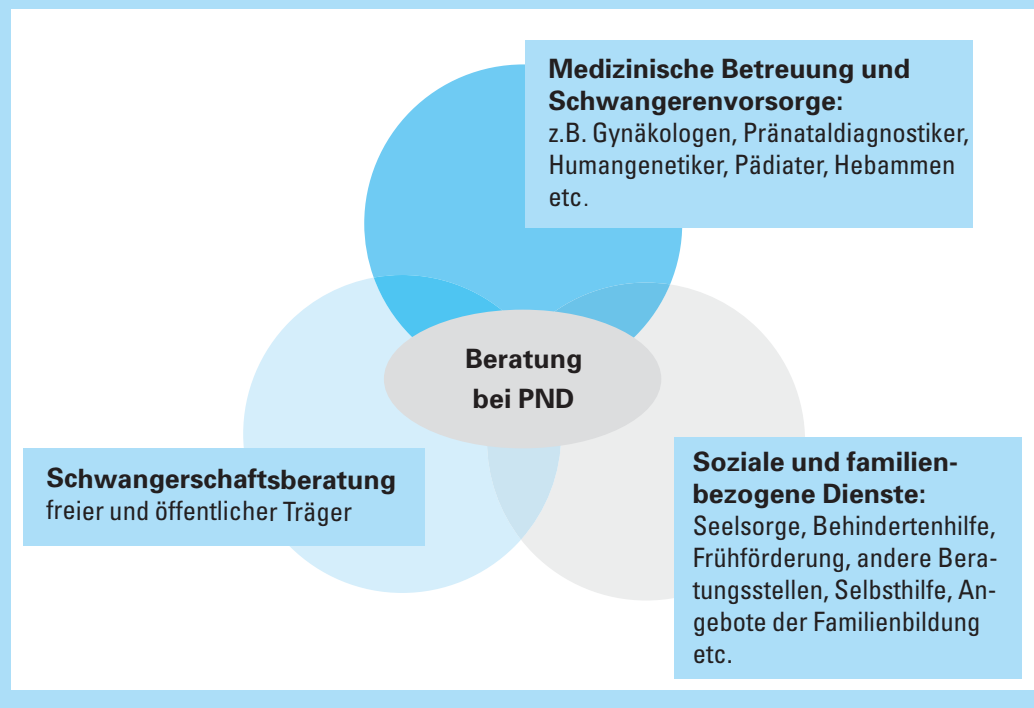 Medizinische Betreuung und
Schwangerenvorsorge:
z.B. Gynäkologen, Pränataldiagnostiker,
Humangenetiker, Pädiater, Hebammen
etc.
Beratung
bei PND
Schwangerschaftsberatung
freier und öffentlicher Träger
Soziale und familien-
bezogene Dienste:
Seelsorge, Behindertenhilfe,
Frühförderung, andere Bera-
tungsstellen, Selbsthilfe, An-
gebote der Familienbildung
etc.